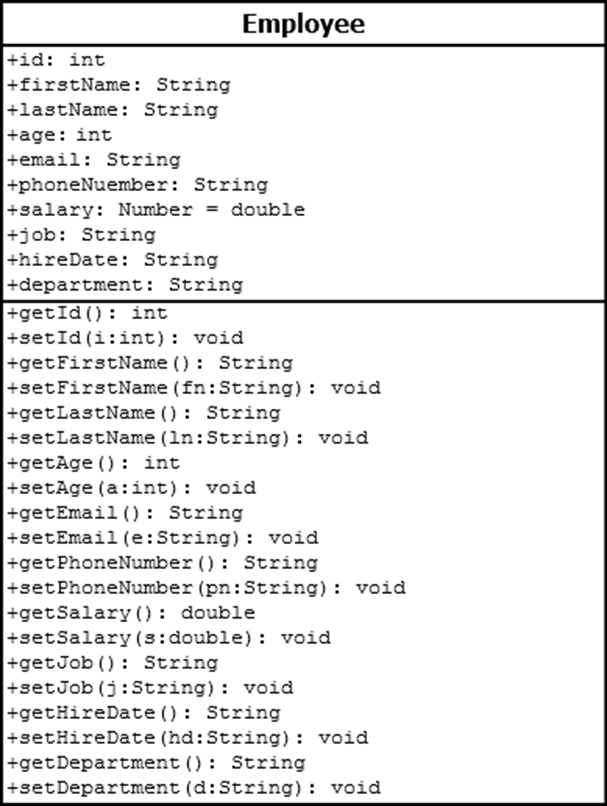 Employee
+id: int
+firstName: String
+lastName: String
+age: int
+email: String
+phoneNuember: String
+salary: Number = double
+job: String
+hireDate: String
+department: String
+getId(): int
+setId(i:int): void
+getFirstName(): String
+setFirstName(fn:String): void
+getLastName(): String
+setLastName(ln:String): void
+getAge(): int
+setAge(a:int): void
+getEmail(): String
+setEmail(e:String): void
+getPhoneNumber(): String
+setPhoneNumber(pn:String): void
+getSalary(): double
+setSalary(s:double): void
+getJob(): String
+setJob(j:String): void
+getHireDate(): String
+setHireDate(hd:String): void
+getDepartment(): String
+setDepartment(d:String): void